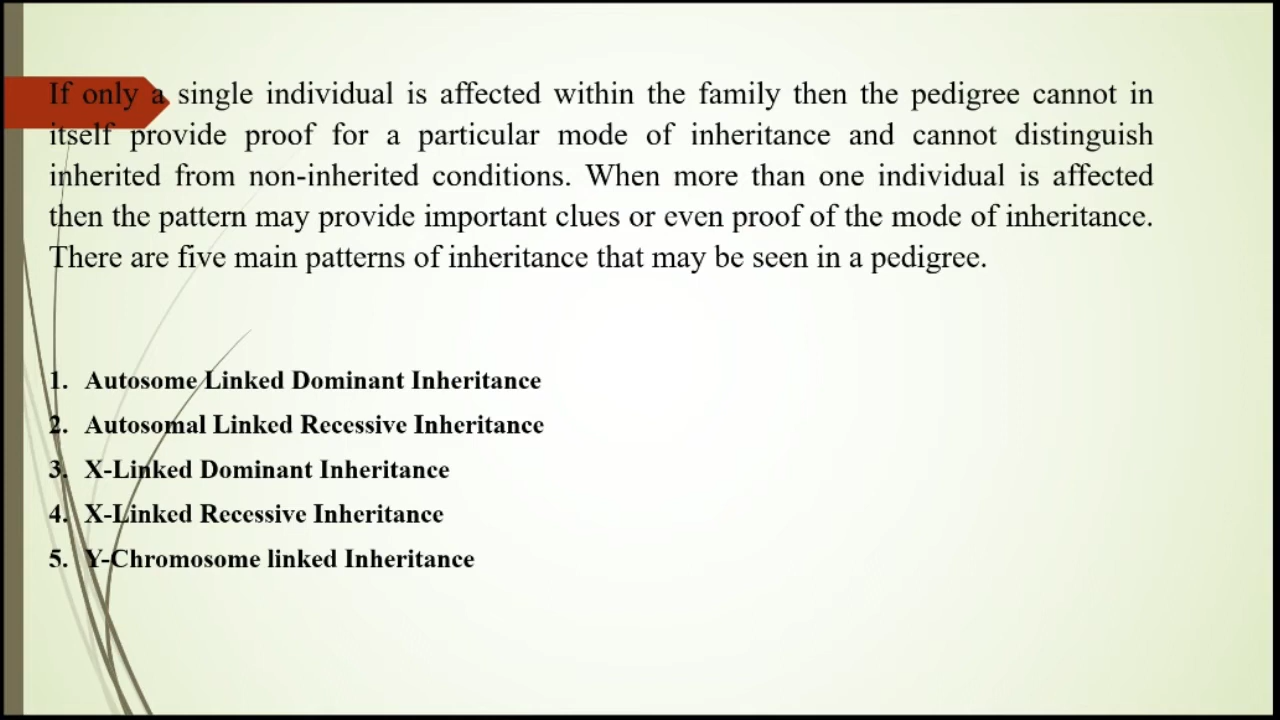 If only a single individual is affected within the family then the pedigree cannot in
itself provide proof for a particular mode of inheritance and cannot distinguish
inherited from non-inherited conditions. When more than one individual is affected
then the pattern may provide important clues or even proof of the mode of inheritance.
There are five main patterns of inheritance that may be seen in a pedigree.
1. Autosome Linked Dominant Inheritance
2. Autosomal Linked Recessive Inheritance
3. X-Linked Dominant Inheritance
4. X-Linked Recessive Inheritance
5. Y-Chromosome linked Inheritance